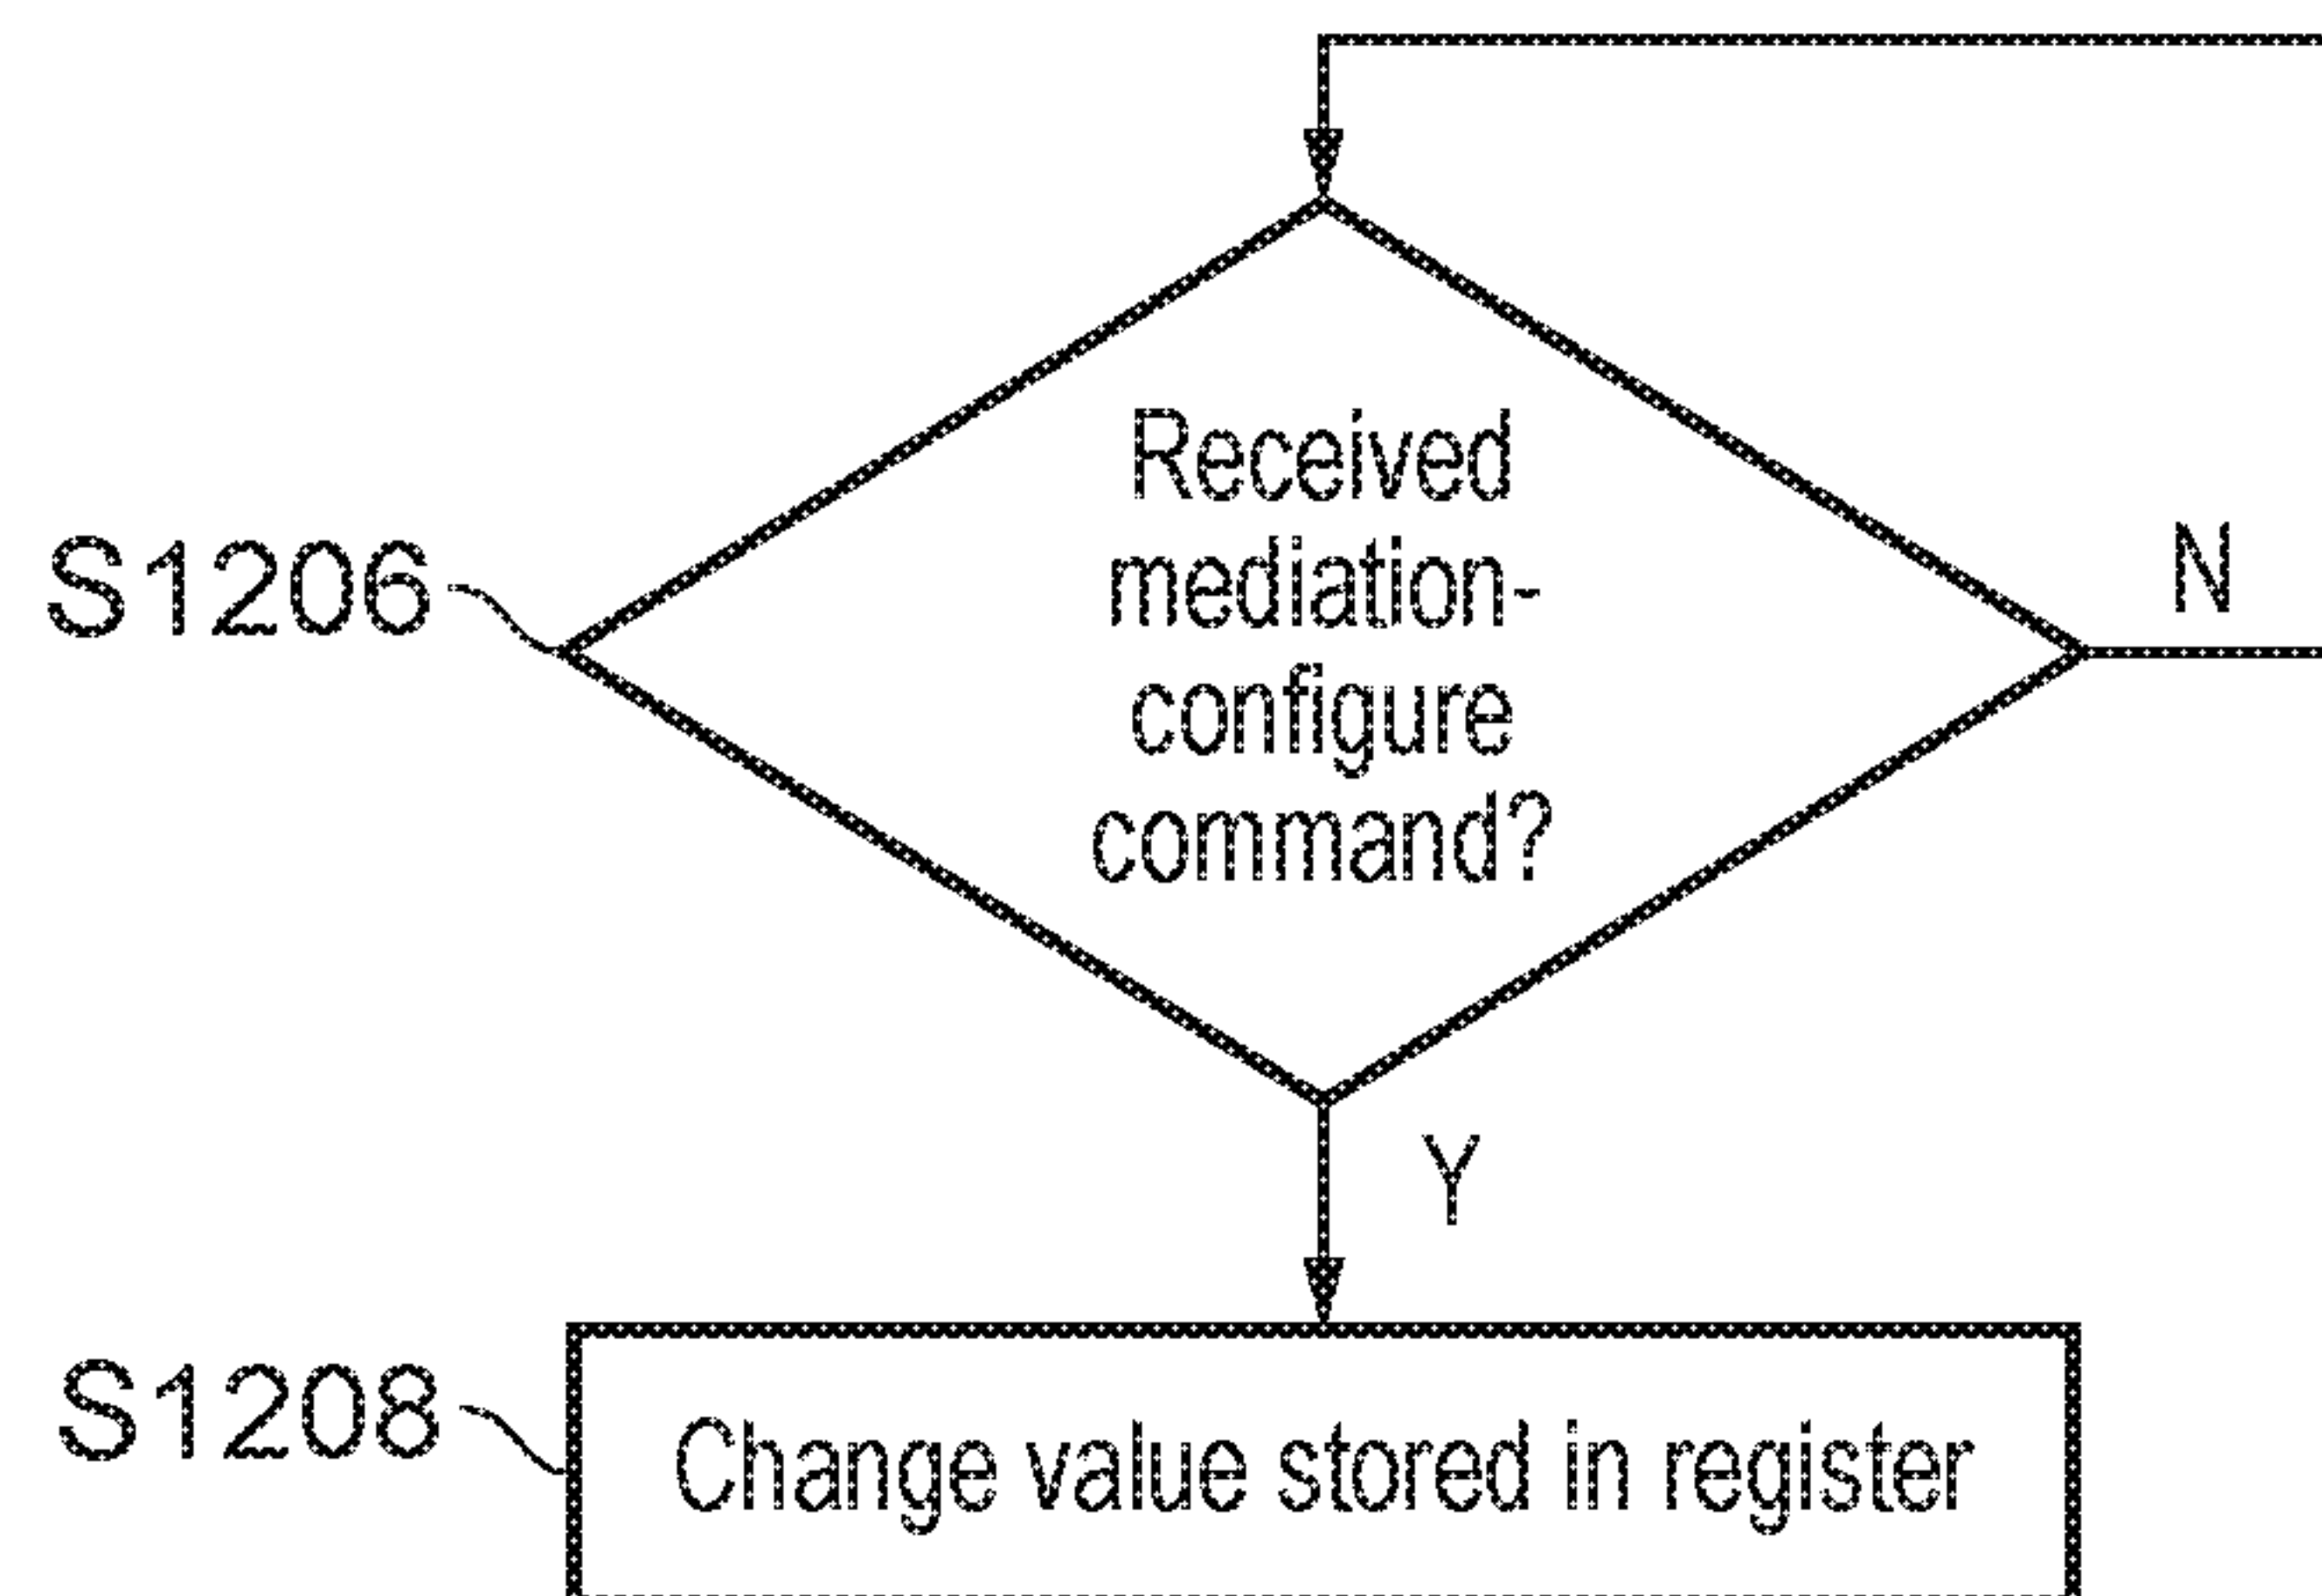 Received
mediation-
configure
command?
S1206
N
Y
S1208
Change value stored in register